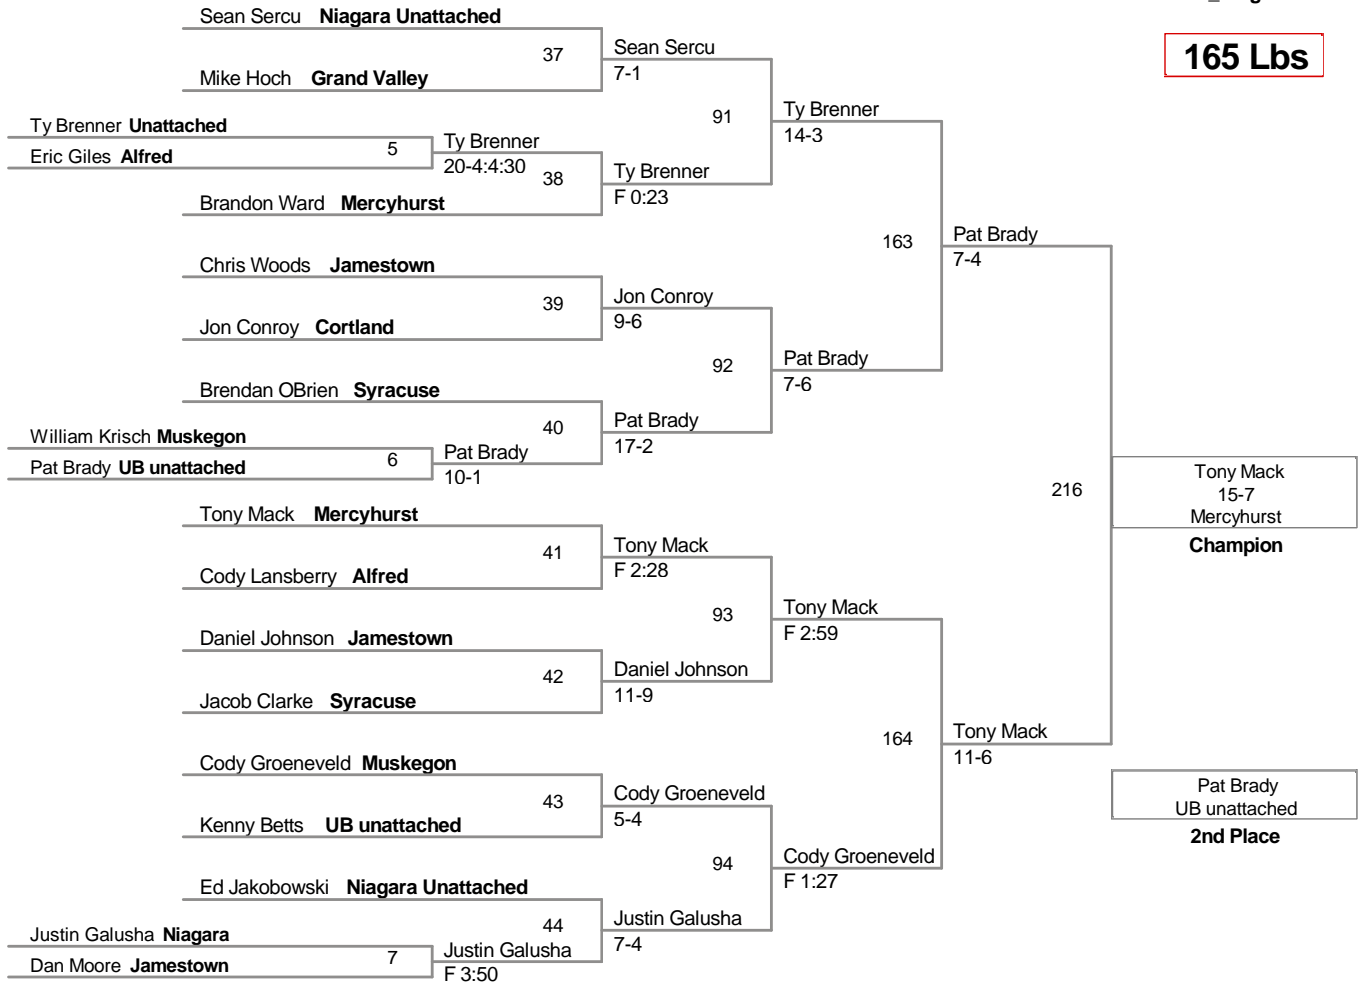 Sean Sercu Niagara Unattached
37
Sean Sercu
7-1
165 Lbs
Mike Hoch Grand Valley
Ty Brenner Unattached
5
Eric Giles Alfred
Ty Brenner
20-4:4:30
38
91
Ty Brenner
14-3
Ty Brenner
F 0:23
Brandon Ward Mercyhurst
163
Pat Brady
7-4
Chris Woods Jamestown
39
Jon Conroy
9-6
Jon Conroy Cortland
92
Pat Brady
7-6
Brendan OBrien Syracuse
40
Pat Brady
17-2
William Krisch Muskegon
6
Pat Brady UB unattached
Pat Brady
10-1
216
Tony Mack
15-7
Mercyhurst
Champion
Tony Mack Mercyhurst
41
Tony Mack
F 2:28
Cody Lansberry Alfred
93
Tony Mack
F 2:59
Daniel Johnson Jamestown
42
Daniel Johnson
11-9
Jacob Clarke Syracuse
164
Tony Mack
11-6
Cody Groeneveld Muskegon
43
Cody Groeneveld
5-4
Kenny Betts UB unattached
Pat Brady
UB unattached
2nd Place
94
Cody Groeneveld
F 1:27
Ed Jakobowski Niagara Unattached
44
Justin Galusha
7-4
Justin Galusha Niagara
7
Dan Moore Jamestown
Justin Galusha
F 3:50